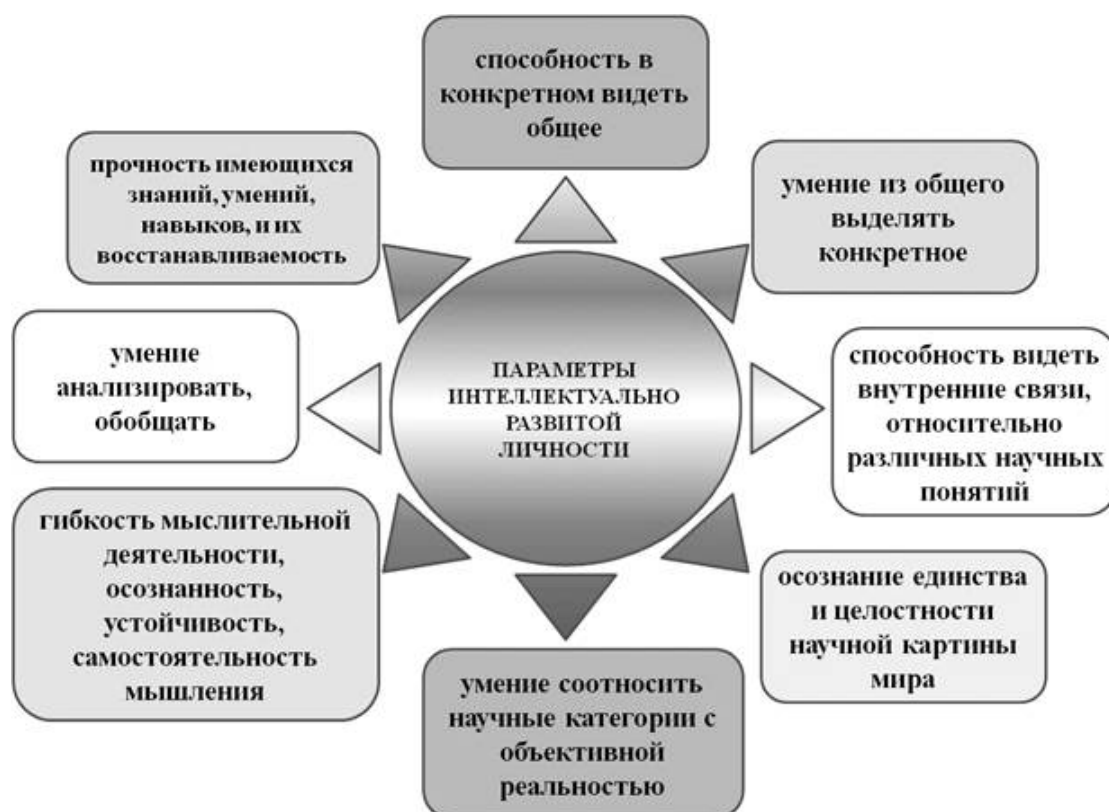 способность в
конкретном видеть
общее
прочность имеющихся
знаний, умений,
навыков, и их
восстанавливаемость
умение из общего
выделять
конкретное
умение
анализировать,
обобщать
ПАРАМЕТРЫ
ИНТЕЛЛЕКТУАЛЬНО
РАЗВИТОЙ
ЛИЧНОСТИ
способность видеть
внутренние связи,
относительно
различных научных
понятий
гибкость мыслительной
деятельности,
осознанность,
устойчивость,
самостоятельность
мышления
осознание единства
и целостности
научной картины
мира
умение соотносить
научные категории с
объективной
реальностью